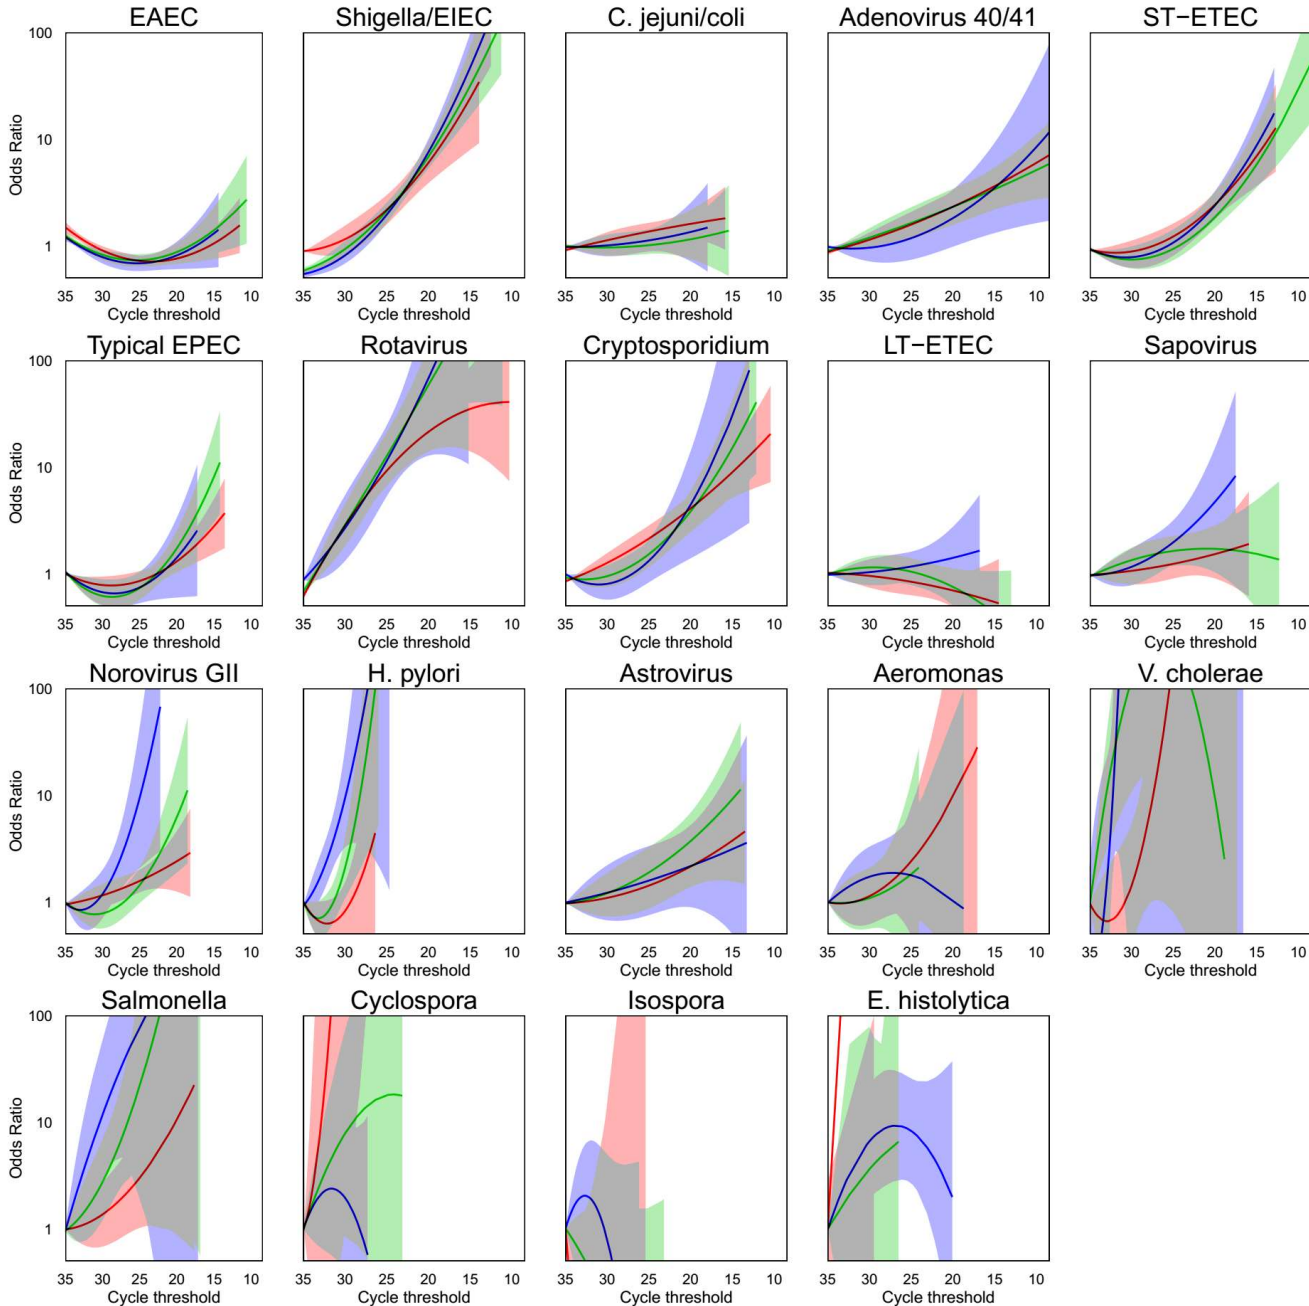 EAEC Shigella/EIEC C. jejuni/coli Adenovirus 40/41 ST−ETEC
100
10
1
Odds Ratio
35 30 25 20 15 10 35 30 25 20 15 10 35 30 25 20 15 10 35 30 25 20 15 10 35 30 25 20 15 10
Cycle threshold Cycle threshold Cycle threshold Cycle threshold Cycle threshold
Typical EPEC Rotavirus Cryptosporidium LT−ETEC Sapovirus
100
10
1
Odds Ratio
35 30 25 20 15 10 35 30 25 20 15 10 35 30 25 20 15 10 35 30 25 20 15 10 35 30 25 20 15 10
Cycle threshold Cycle threshold Cycle threshold Cycle threshold Cycle threshold
Norovirus GII H. pylori Astrovirus Aeromonas V. cholerae
100
10
1
Odds Ratio
35 30 25 20 15 10 35 30 25 20 15 10 35 30 25 20 15 10 35 30 25 20 15 10 35 30 25 20 15 10
Cycle threshold Cycle threshold Cycle threshold Cycle threshold Cycle threshold
Salmonella Cyclospora Isospora E. histolytica
100
10
1
Odds Ratio
35 30 25 20 15 10 35 30 25 20 15 10 35 30 25 20 15 10 35 30 25 20 15 10
Cycle threshold Cycle threshold Cycle threshold Cycle threshold